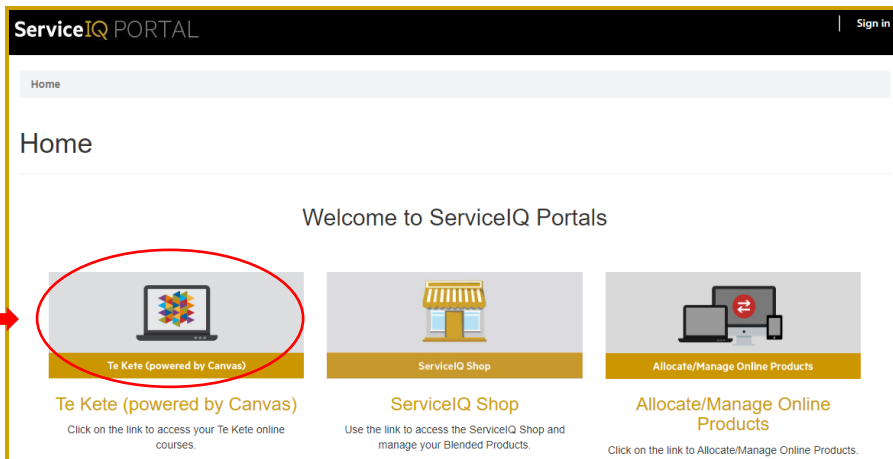 ServiceIQ PORTAL
Sign in
Home
Home
Welcome to ServiceIQ Portals
Te Kete (powered by Canvas)
ServiceIQ Shop
Allocate/Manage Online Products
Te Kete (powered by Canvas)
Click on the link to access your Te Kete online
courses.
ServiceIQ Shop
Use the link to access the ServiceIQ Shop and
manage your Blended Products.
Allocate/Manage Online
Products
Click on the link to Allocate/Manage Online Products.